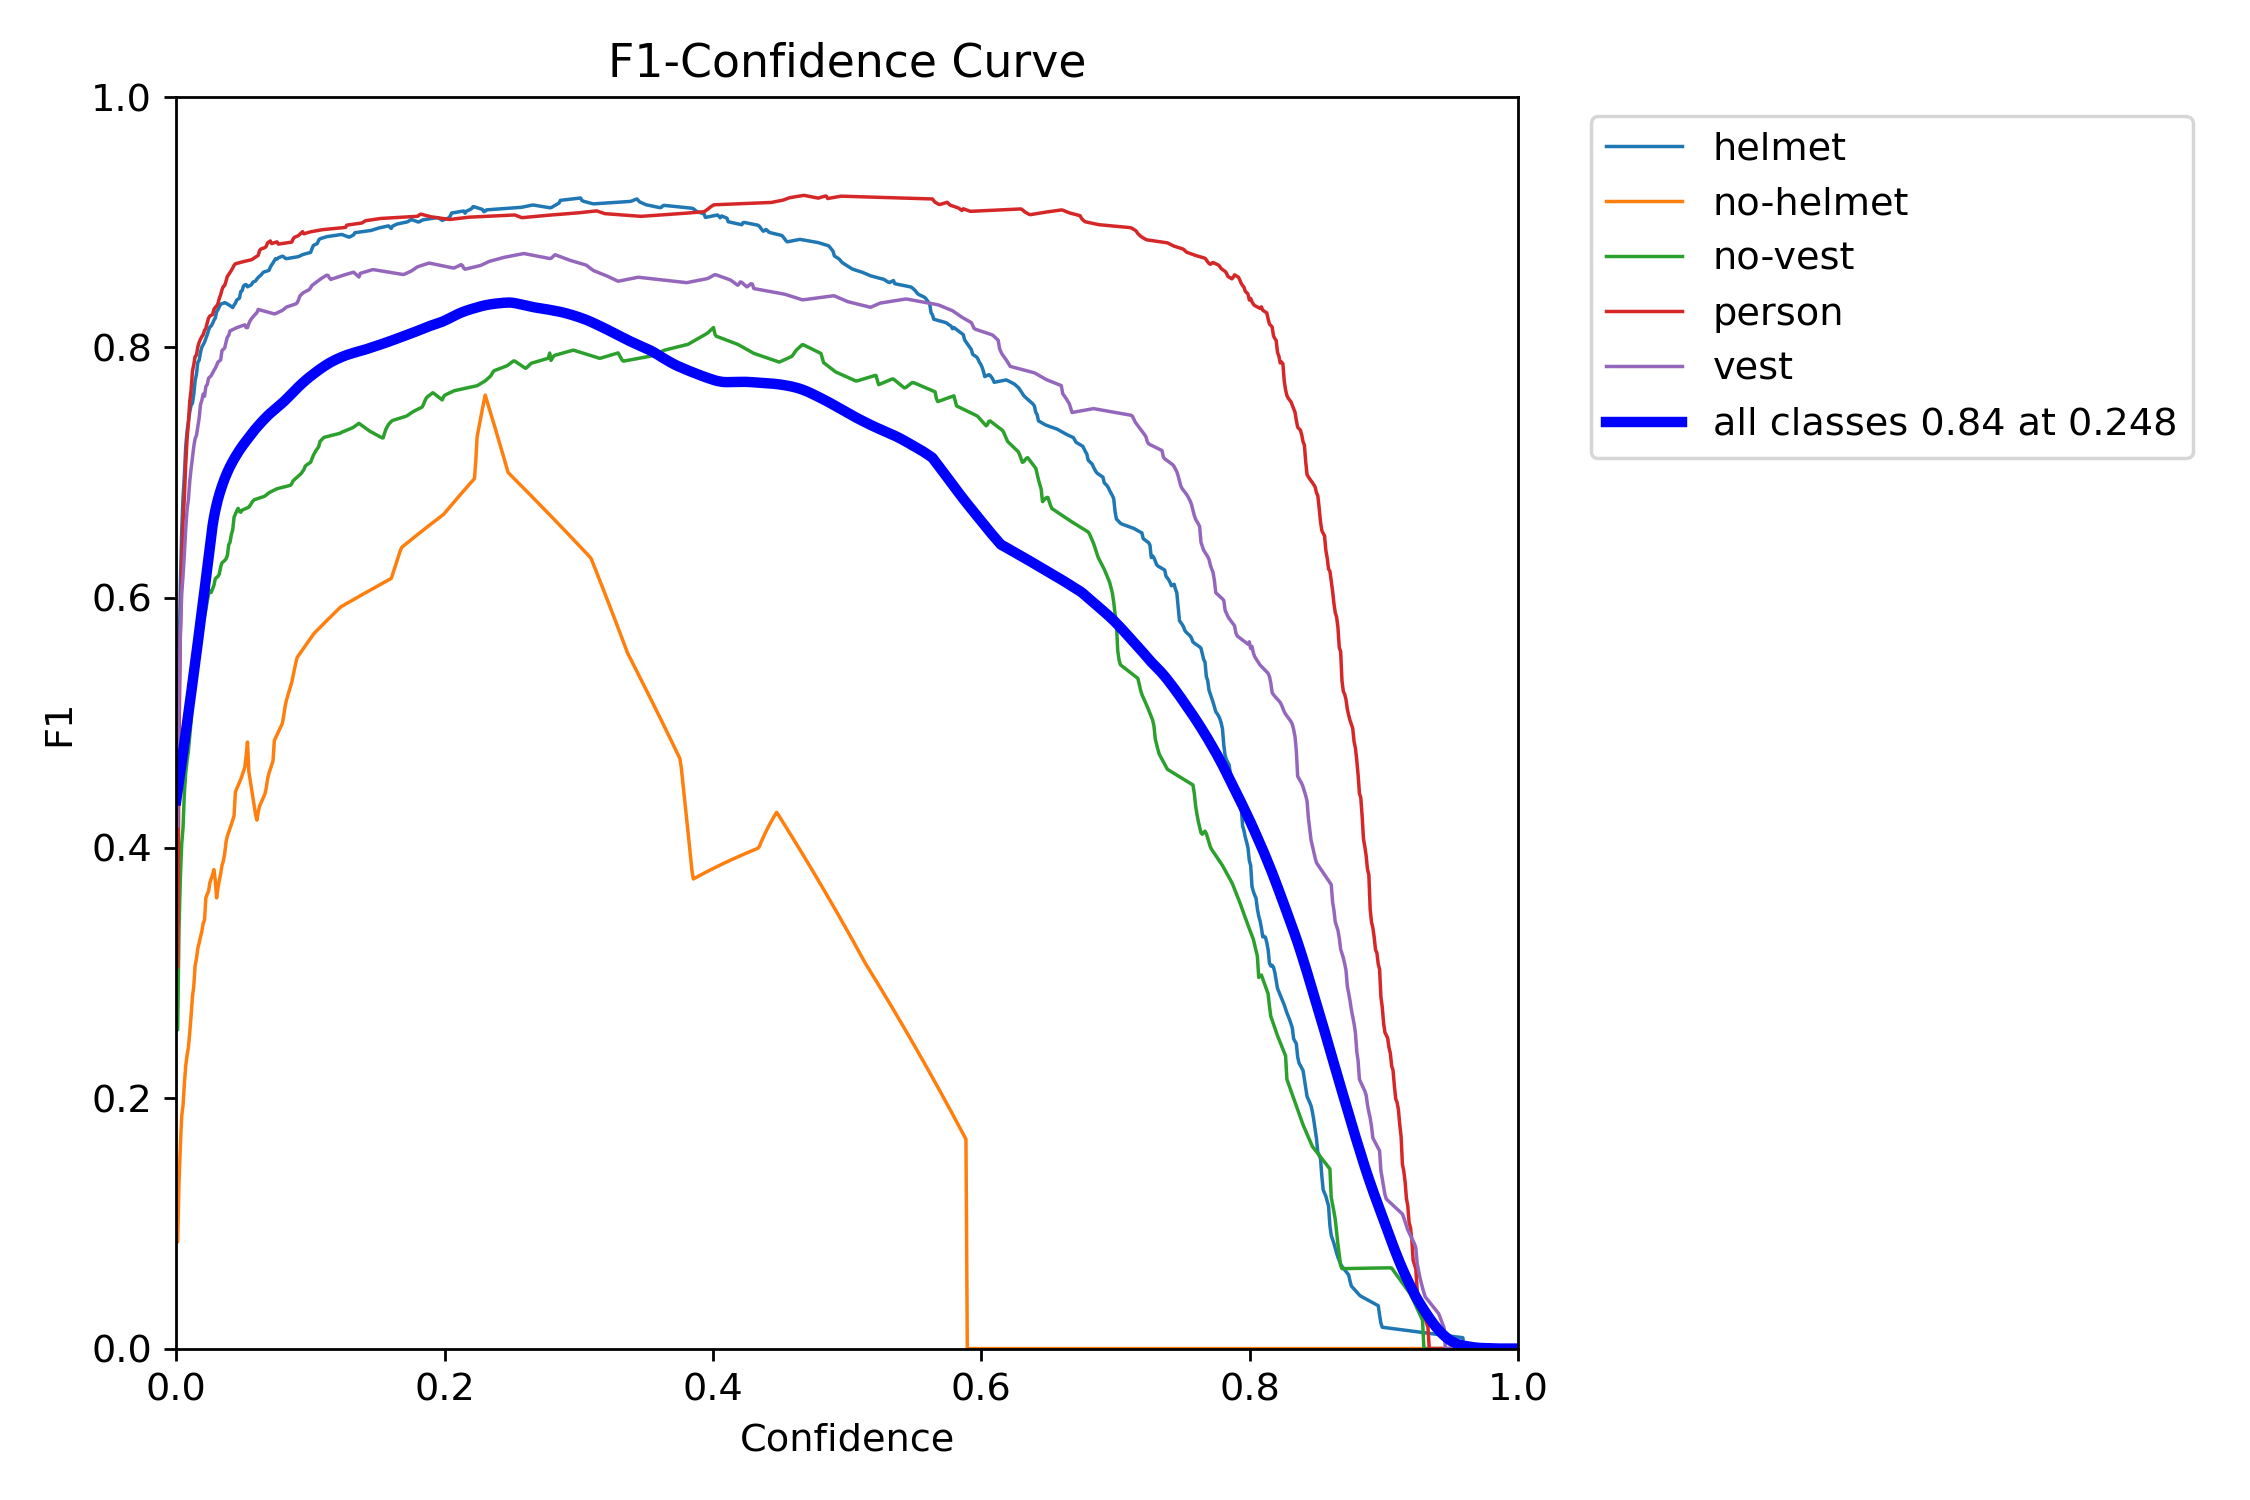 F1-Confidence Curve
1.0
0.8
0.6
0.4
0.2
0.0
F1
0.0 0.2 0.4 0.6 0.8 1.0
Confidence
helmet
no-helmet
no-vest
person
vest
all classes 0.84 at 0.248